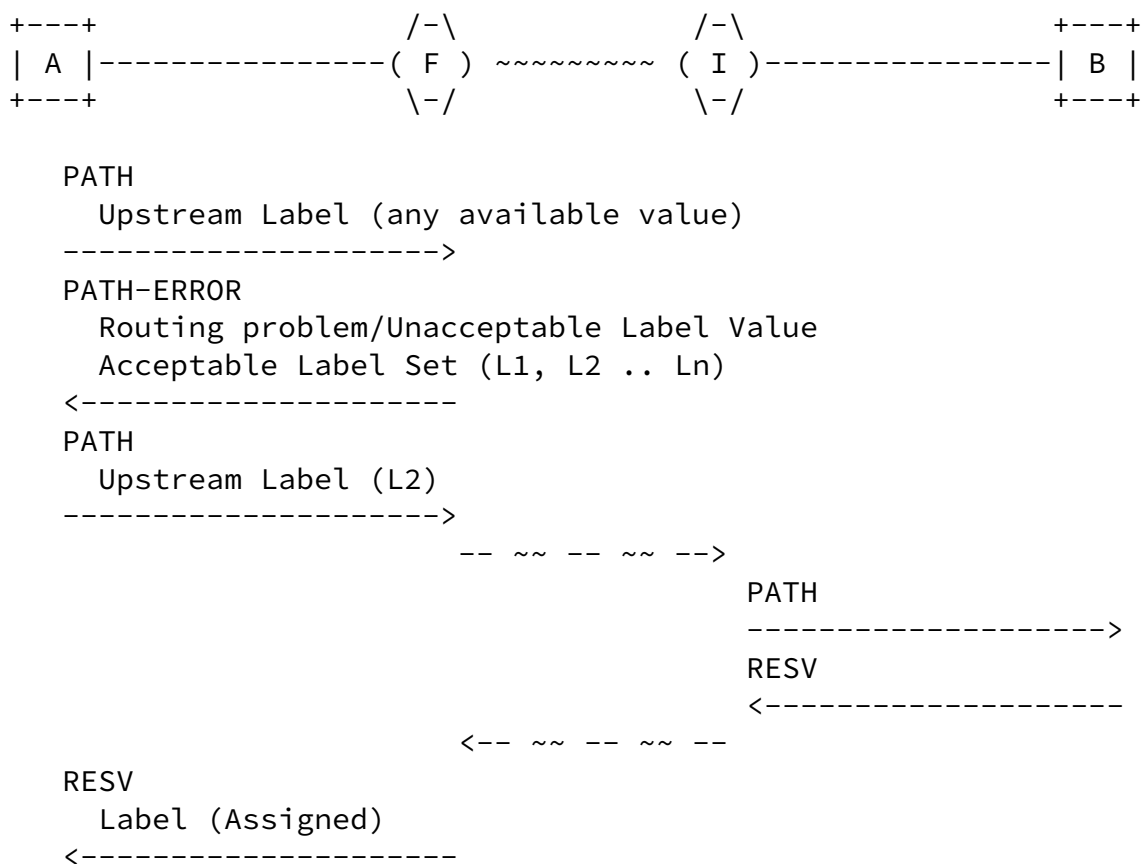 +---+                 /-\             /-\                   +---+
| A |----------------( F ) ~~~~~~~~~ ( I )----------------| B |
+---+                 \-/             \-/                   +---+
PATH
Upstream Label (any available value)
--------------------->
PATH-ERROR
Routing problem/Unacceptable Label Value
Acceptable Label Set (L1, L2 .. Ln)
<---------------------
PATH
Upstream Label (L2)
--------------------->
-- ~~ -- ~~ -->
PATH
-------------------->
RESV
<--------------------
<-- ~~ -- ~~ --
RESV
Label (Assigned)
<---------------------